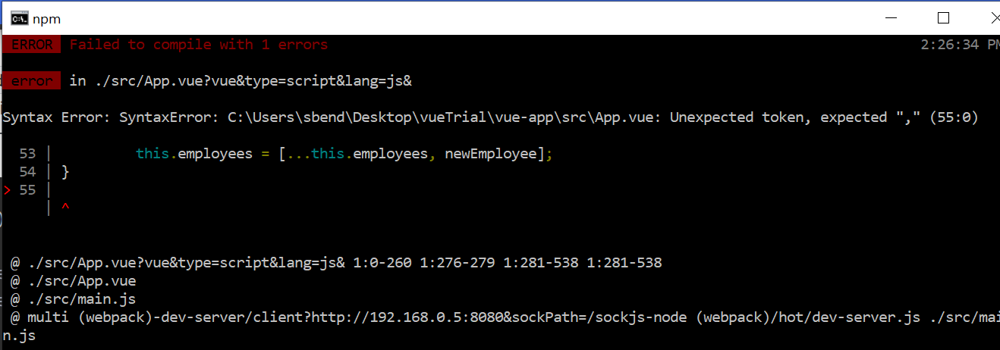 npm
ERROR Failed to compile with 1 errors 2:26:34 PM
error in ./src/App.vue?vue&type=script&lang=js&
Syntax Error: SyntaxError: C:\Users\sbend\Desktop\vueTrial\vue-app\src\App.vue: Unexpected token, expected "," (55:0)
53 | this.employees = [...this.employees, newEmployee];
54 | }
> 55 |
| ^
@ ./src/App.vue?vue&type=script&lang=js& 1:0-260 1:276-279 1:281-538 1:281-538
@ ./src/App.vue
@ ./src/main.js
@ multi (webpack)-dev-server/client?http://192.168.0.5:8080&sockPath=/sockjs-node (webpack)/hot/dev-server.js ./src/mai
n.js